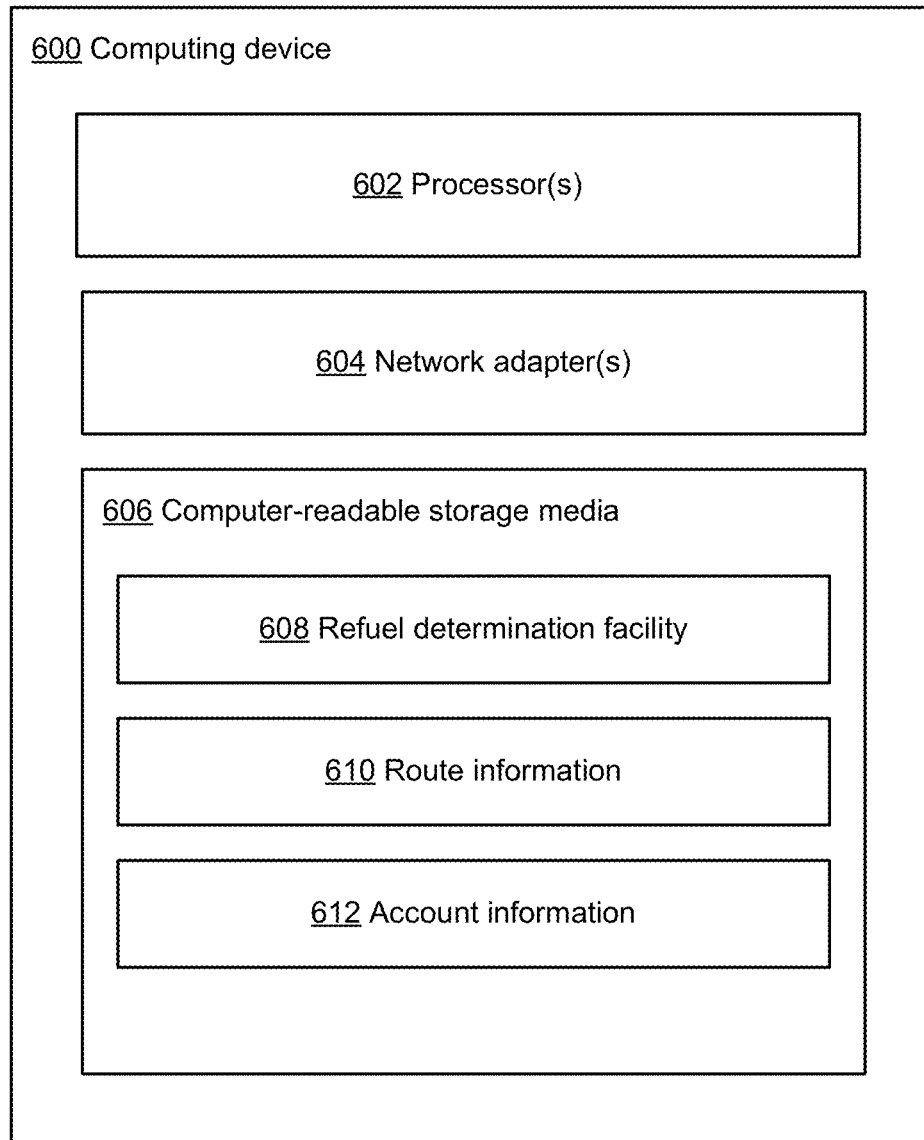 600 Computing device
602 Processor(s)
604 Network adapter(s)
606 Computer-readable storage media
608 Refuel determination facility
610 Route information
612 Account information